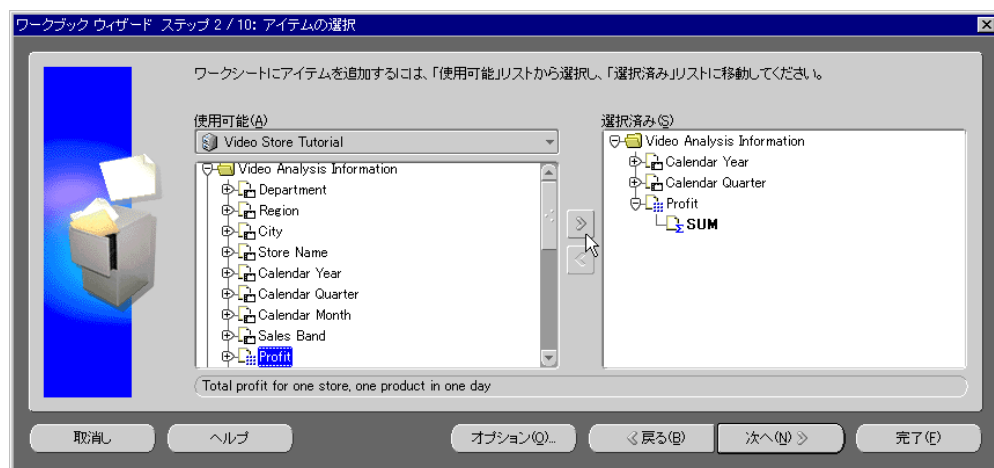 ワークブック ウィザード ステップ 2 / 10: アイテムの選択
ワークシートにアイテムを追加するには、「使用可能」リストから選択し、「選択済み」リストに移動してください。
使用可能(A)
Video Store Tutorial
Video Analysis Information
Department
Region
City
Store Name
Calendar Year
Calendar Quarter
Calendar Month
Sales Band
Profit
選択済み(S)
Video Analysis Information
Calendar Year
Calendar Quarter
Profit
SUM
Total profit for one store, one product in one day
取消し
ヘルプ
オプション(O)...
戻る(B)
次へ(N)
完了(F)